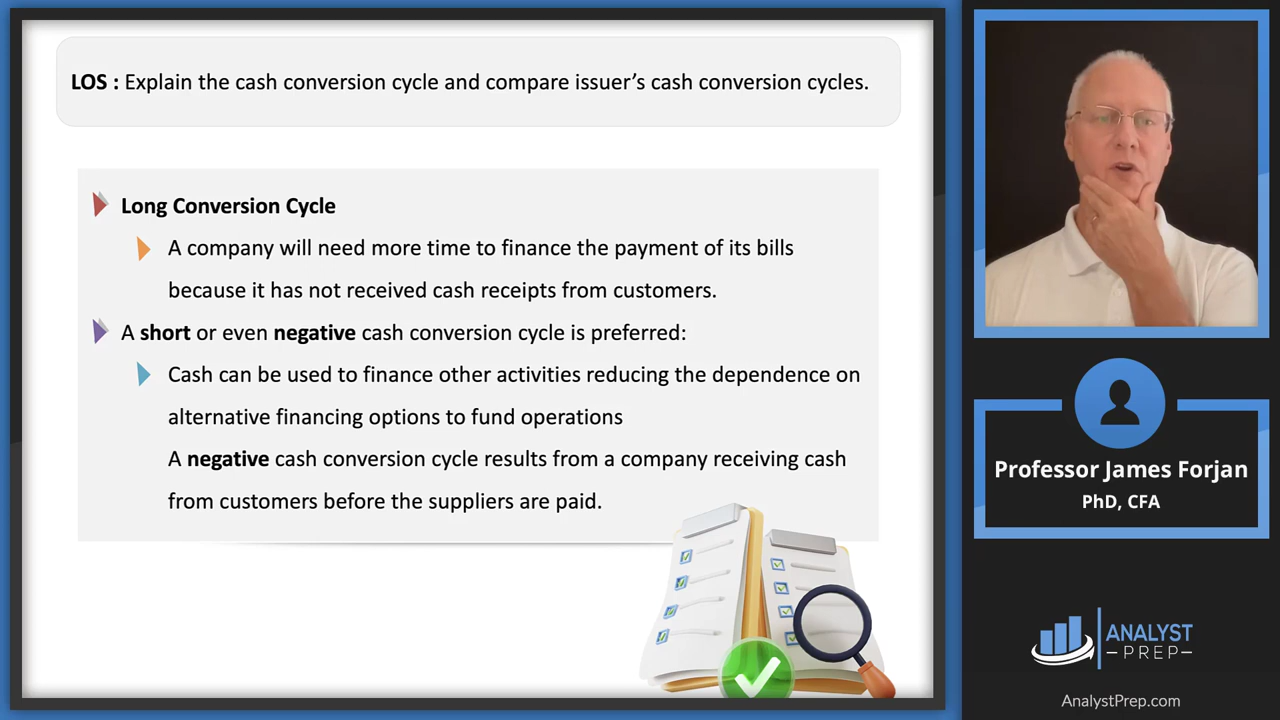 LOS : Explain the cash conversion cycle and compare issuer’s cash conversion cycles.
Long Conversion Cycle
A company will need more time to finance the payment of its bills
because it has not received cash receipts from customers.
A short or even negative cash conversion cycle is preferred:
Cash can be used to finance other activities reducing the dependence on
alternative financing options to fund operations
A negative cash conversion cycle results from a company receiving cash
from customers before the suppliers are paid.
Professor James Forjan
PhD, CFA
ANALYST
PREP
AnalystPrep.com